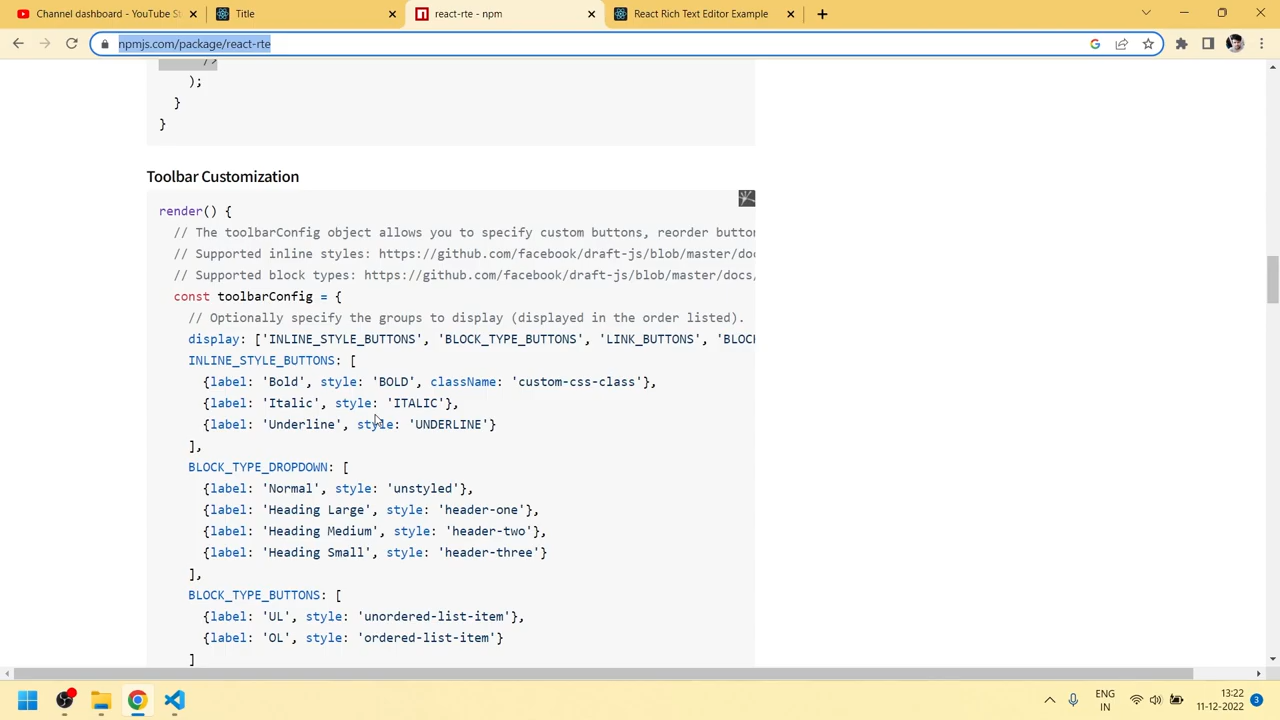 Channel dashboard - YouTube St
Title
react-rte - npm
React Rich Text Editor Example
npmjs.com/package/react-rte
/>
);
}
}
Toolbar Customization
render() {
// The toolbarConfig object allows you to specify custom buttons, reorder button
// Supported inline styles: https://github.com/facebook/draft-js/blob/master/doc
// Supported block types: https://github.com/facebook/draft-js/blob/master/docs/
const toolbarConfig = {
// Optionally specify the groups to display (displayed in the order listed).
display: ['INLINE_STYLE_BUTTONS', 'BLOCK_TYPE_BUTTONS', 'LINK_BUTTONS', 'BLOC
INLINE_STYLE_BUTTONS: [
{label: 'Bold', style: 'BOLD', className: 'custom-css-class'},
{label: 'Italic', style: 'ITALIC'},
{label: 'Underline', style: 'UNDERLINE'}
],
BLOCK_TYPE_DROPDOWN: [
{label: 'Normal', style: 'unstyled'},
{label: 'Heading Large', style: 'header-one'},
{label: 'Heading Medium', style: 'header-two'},
{label: 'Heading Small', style: 'header-three'}
],
BLOCK_TYPE_BUTTONS: [
{label: 'UL', style: 'unordered-list-item'},
{label: 'OL', style: 'ordered-list-item'}
]
ENG
IN
13:22
11-12-2022
3